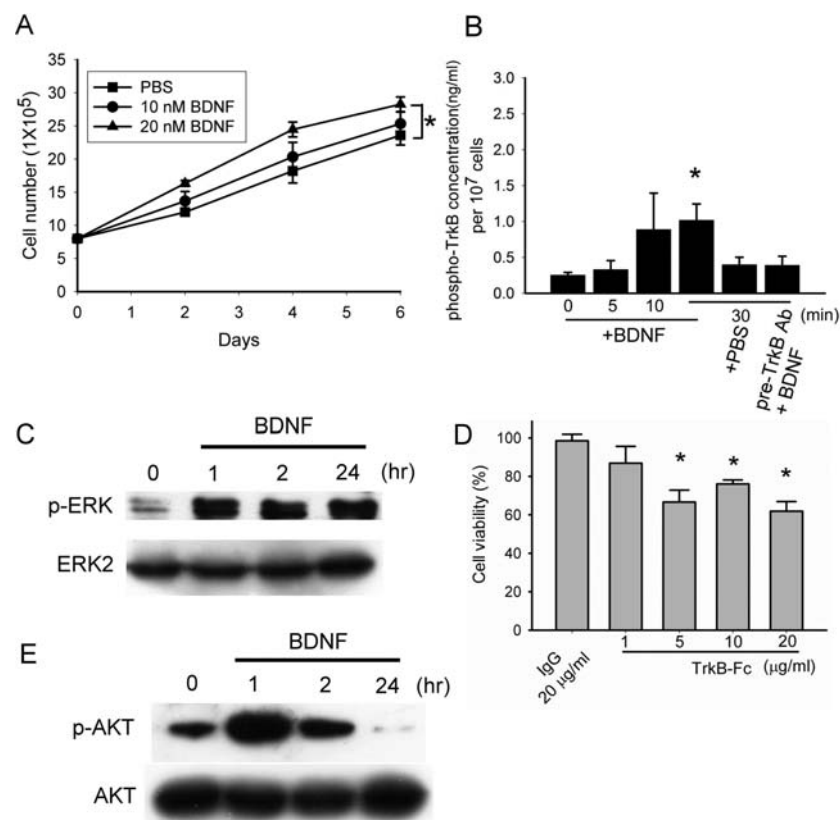 A
35
30
25
20
15
10
5
0
Cell number (1X10⁵)
PBS
10 nM BDNF
20 nM BDNF
*
0 1 2 3 4 5 6
Days
B
phospho-TrkB concentration(ng/ml)
per 10⁷ cells
3.0
2.5
2.0
1.5
1.0
0.5
0.0
*
0 5 10 30 (min)
+BDNF
+PBS
pre-TrkB Ab
+ BDNF
C
BDNF
0 1 2 24 (hr)
p-ERK
ERK2
D
Cell viability (%)
100
80
60
40
20
0
* * *
IgG
20 µg/ml
1 5 10 20
TrkB-Fc (µg/ml)
E
BDNF
0 1 2 24 (hr)
p-AKT
AKT